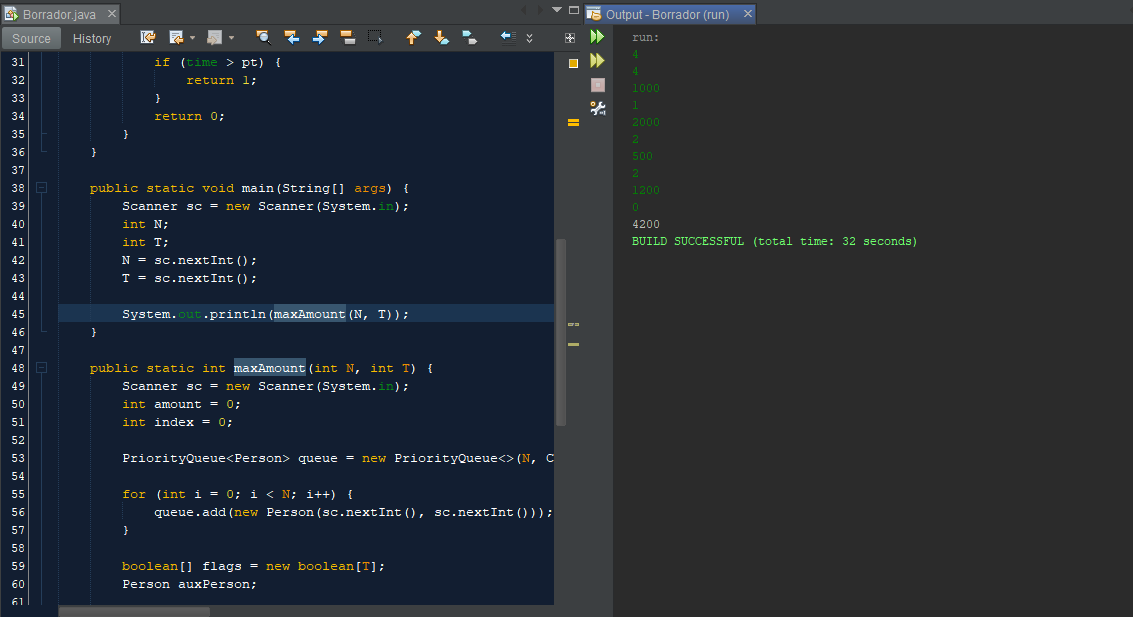 Borrador.java
Source History
31 if (time > pt) {
32 return 1;
33 }
34 return 0;
35 }
36 }
37
38 public static void main(String[] args) {
39 Scanner sc = new Scanner(System.in);
40 int N;
41 int T;
42 N = sc.nextInt();
43 T = sc.nextInt();
44
45 System.out.println(maxAmount(N, T));
46 }
47
48 public static int maxAmount(int N, int T) {
49 Scanner sc = new Scanner(System.in);
50 int amount = 0;
51 int index = 0;
52
53 PriorityQueue<Person> queue = new PriorityQueue<>(N, C
54
55 for (int i = 0; i < N; i++) {
56 queue.add(new Person(sc.nextInt(), sc.nextInt()));
57 }
58
59 boolean[] flags = new boolean[T];
60 Person auxPerson;
61
Output - Borrador (run)
run:
4
4
1000
1
2000
2
500
2
1200
0
4200
BUILD SUCCESSFUL (total time: 32 seconds)